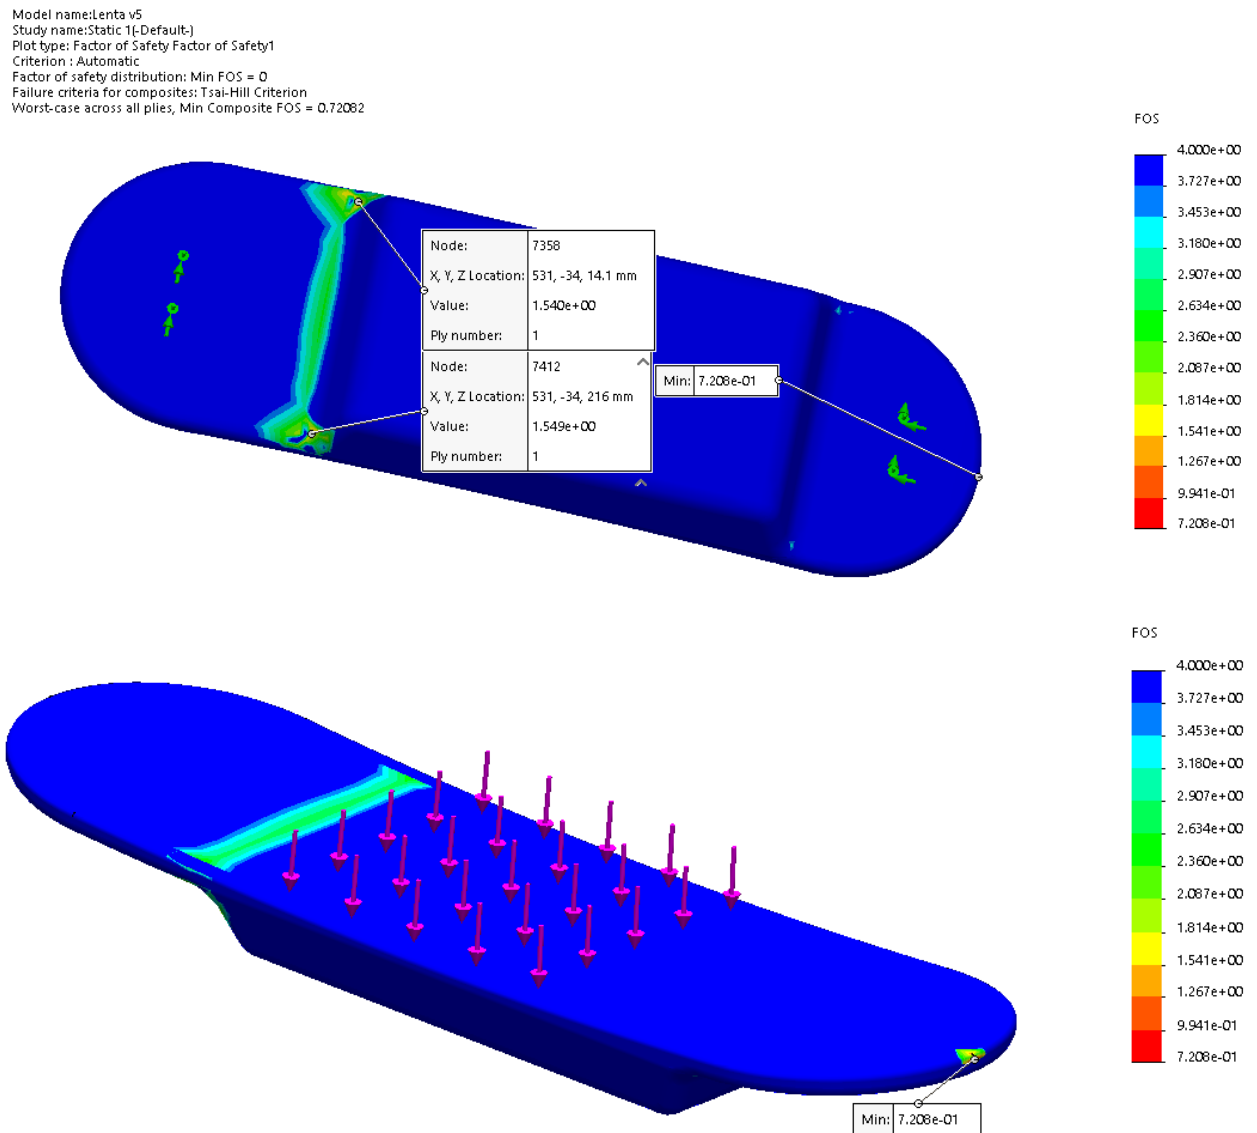 Model name:Lenta v5
Study name:Static 1(-Default-)
Plot type: Factor of Safety Factor of Safety1
Criterion : Automatic
Factor of safety distribution: Min FOS = 0
Failure criteria for composites: Tsai-Hill Criterion
Worst-case across all plies, Min Composite FOS = 0.72082
FOS
4.000e+00
3.727e+00
3.453e+00
3.180e+00
2.907e+00
2.634e+00
2.360e+00
2.087e+00
1.814e+00
1.541e+00
1.267e+00
9.941e-01
7.208e-01
Node: 7358
X, Y, Z Location: 531, -34, 14.1 mm
Value: 1.540e+00
Ply number: 1
Node: 7412
X, Y, Z Location: 531, -34, 216 mm
Value: 1.549e+00
Ply number: 1
Min: 7.208e-01
FOS
4.000e+00
3.727e+00
3.453e+00
3.180e+00
2.907e+00
2.634e+00
2.360e+00
2.087e+00
1.814e+00
1.541e+00
1.267e+00
9.941e-01
7.208e-01
Min: 7.208e-01